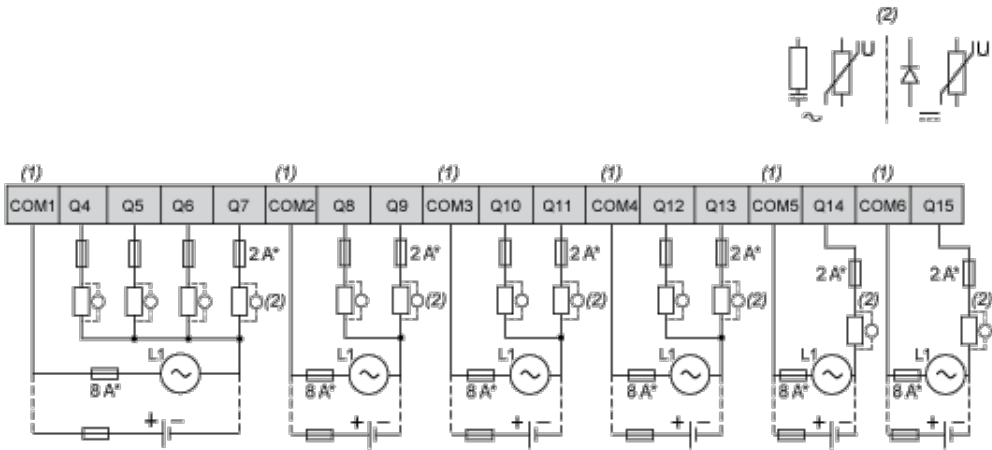 (2)
IU IU
(1) (1) (1) (1) (1) (1)
COM1 Q4 Q5 Q6 Q7 COM2 Q8 Q9 COM3 Q10 Q11 COM4 Q12 Q13 COM5 Q14 COM6 Q15
2 A* 2 A* 2 A* 2 A* 2 A* 2 A*
(2) (2) (2) (2) (2) (2)
L1 L1 L1 L1 L1 L1
8 A* 8 A* 8 A* 8 A* 8 A* 8 A*
+ − + − + − + − + − + −